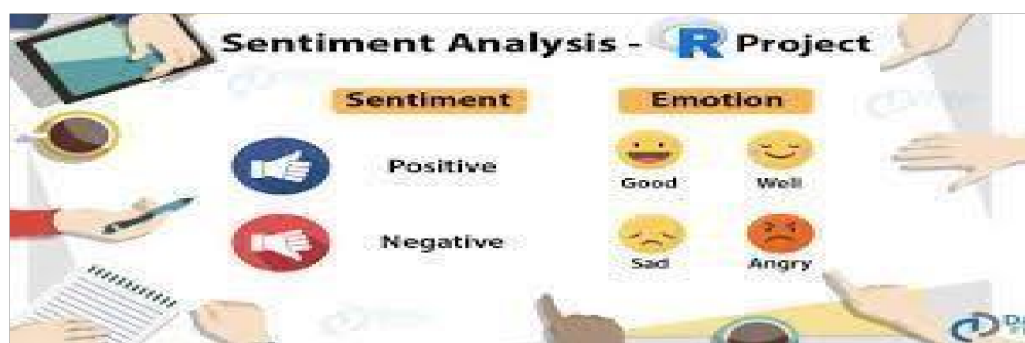 Sentiment Analysis - R Project
Sentiment Emotion
Positive
Good Well
Negative
Sad Angry